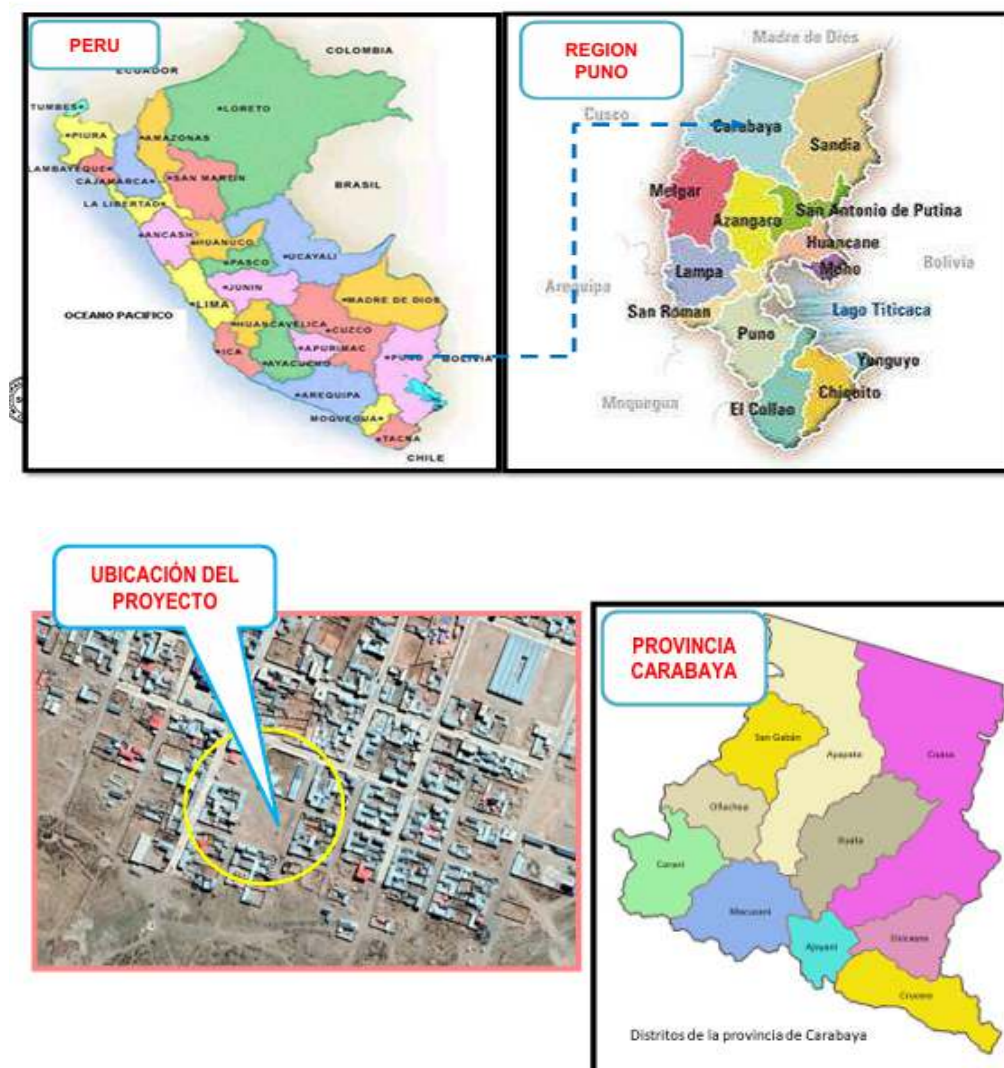 PERU
COLOMBIA
ECUADOR
TUMBES
LORETO
PIURA
AMAZONAS
LAMBAYEQUE
CAJAMARCA
SAN MARTIN
BRASIL
LA LIBERTAD
ANCASH
HUANUCO
PASCO
UCAYALI
JUNIN
LIMA
MADRE DE DIOS
OCEANO PACIFICO
HUANCAVELICA
CUZCO
ICA
APURIMAC
PUNO
BOLIVIA
AYACUCHO
AREQUIPA
MOQUEGUA
TACNA
CHILE
REGION
PUNO
Madre de Dios
Cusco
Carabaya
Sandia
Melgar
Azangaro
San Antonio de Putina
Huancane
Moho
Bolivia
Lampa
Arequipa
San Roman
Lago Titicaca
Puno
Yunguyo
Chiquito
Moquegua
El Collao
UBICACIÓN DEL
PROYECTO
PROVINCIA
CARABAYA
San Gabán
Ayapata
Ollachea
Corani
Macusani
Ajoyani
Crucero
Distritos de la provincia de Carabaya